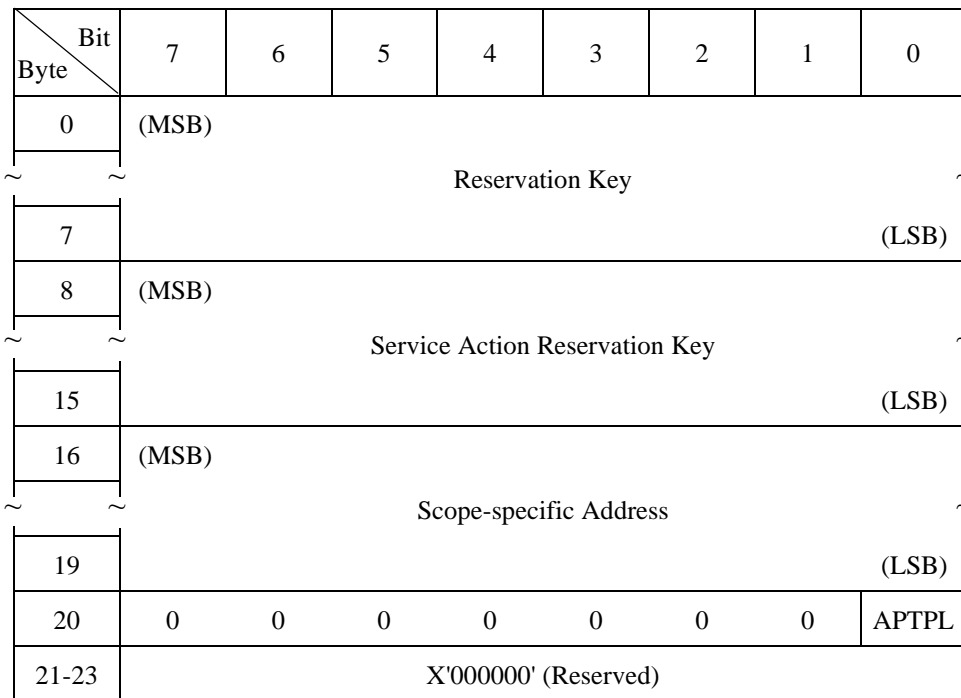 Bit
Byte 7 6 5 4 3 2 1 0
0 (MSB)
~ ~ Reservation Key ~
7 (LSB)
8 (MSB)
~ ~ Service Action Reservation Key ~
15 (LSB)
16 (MSB)
~ ~ Scope-specific Address ~
19 (LSB)
20 0 0 0 0 0 0 0 APTPL
21-23 X'000000' (Reserved)